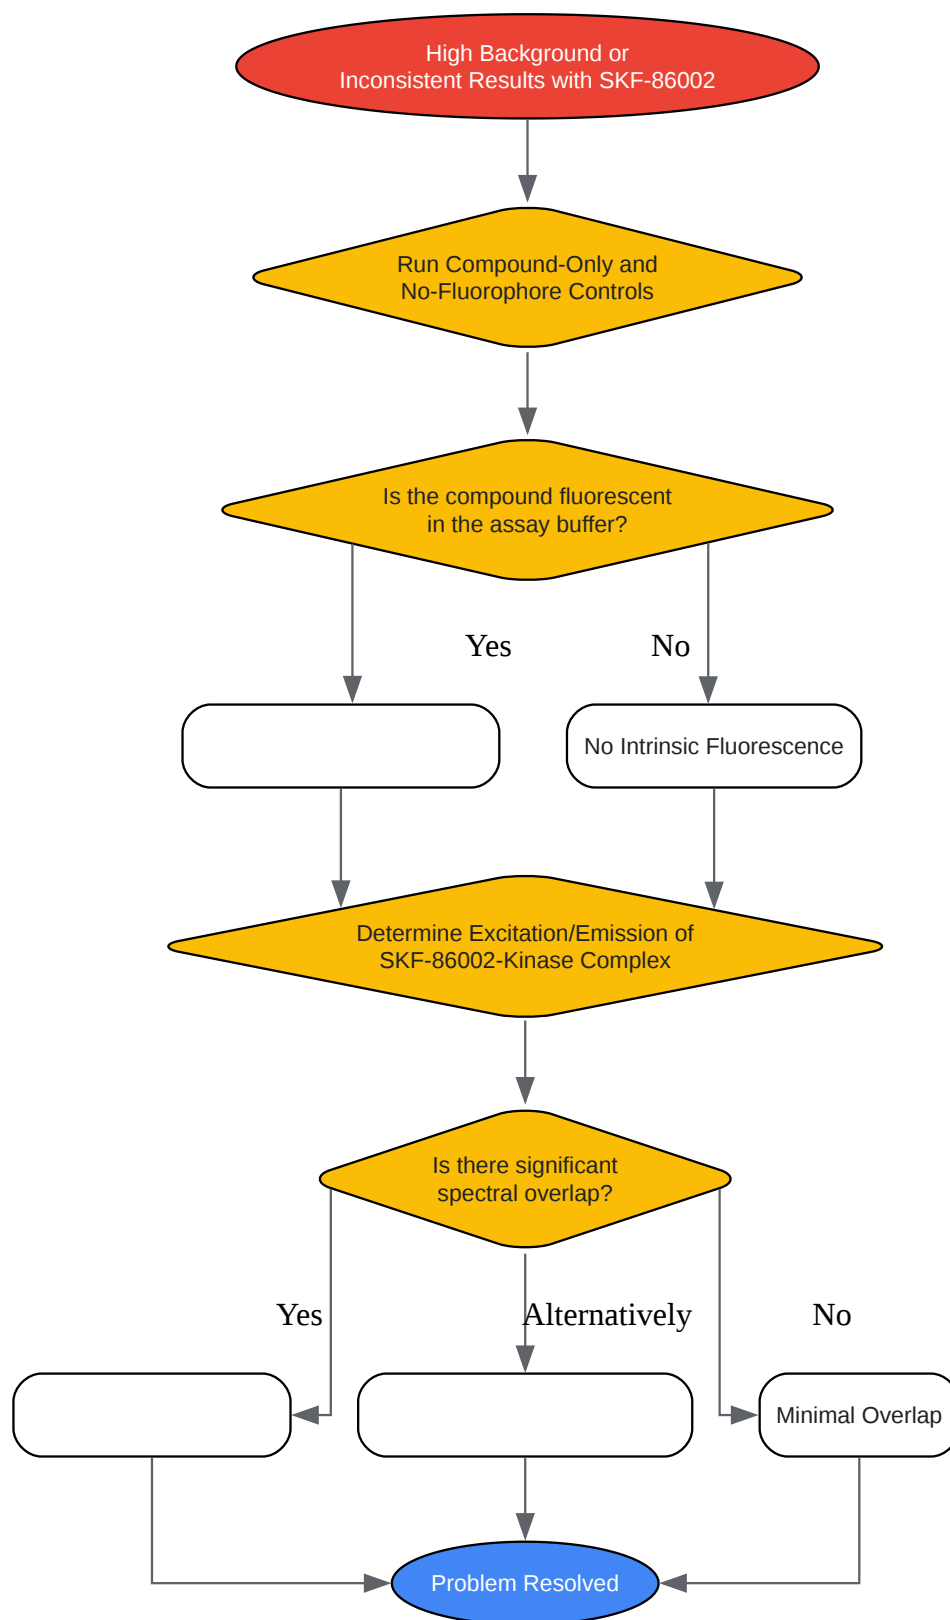 High Background or
Inconsistent Results with SKF-86002
Run Compound-Only and
No-Fluorophore Controls
Is the compound fluorescent
in the assay buffer?
Yes
No
No Intrinsic Fluorescence
Determine Excitation/Emission of
SKF-86002-Kinase Complex
Is there significant
spectral overlap?
Yes
Alternatively
No
Minimal Overlap
Problem Resolved